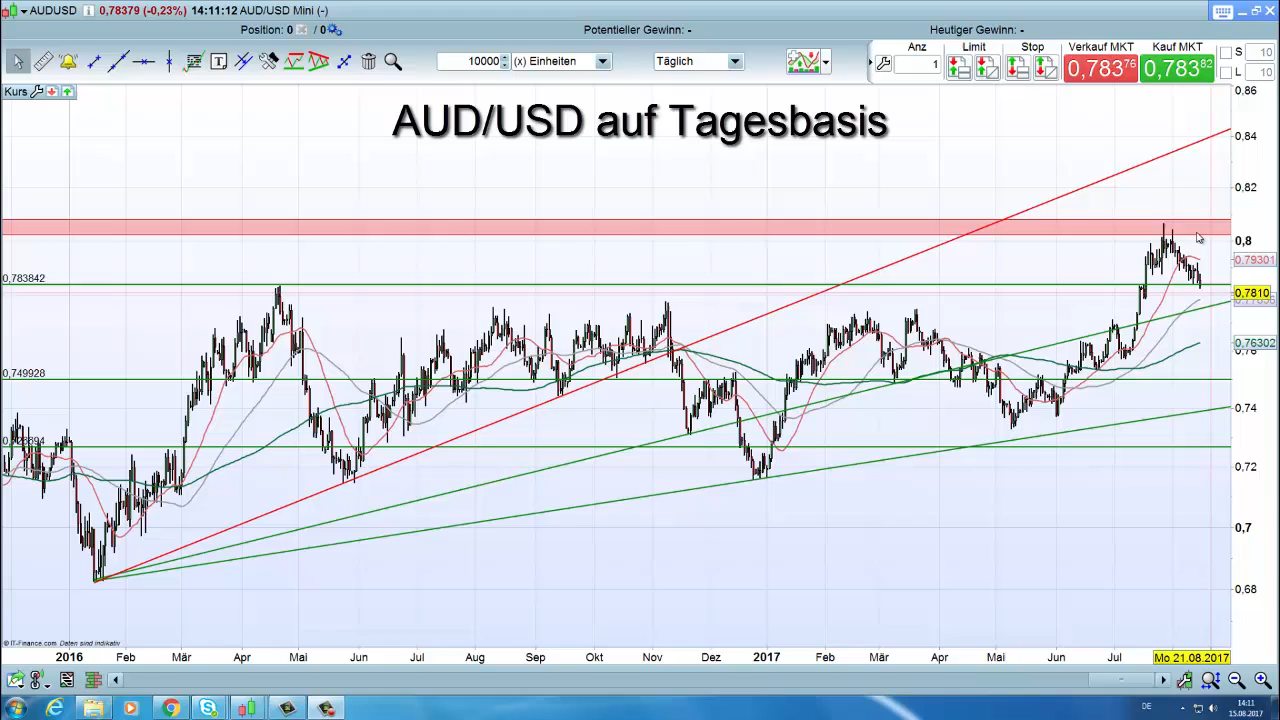 AUDUSD 0,78379 (-0,23%) 14:11:12 AUD/USD Mini (-)
Position: 0 / 0 Potentieller Gewinn: - Heutiger Gewinn: -
Anz Limit Stop Verkauf MKT Kauf MKT S 10
10000 (x) Einheiten Täglich 1 0,783 76 0,783 82 L 10
Kurs
0,86
AUD/USD auf Tagesbasis
0,84
0,82
0,8
0.79301
0,783842
0,7810
0,76302
0,749928
0,74
0,72
0,7
0,68
© IT-Finance.com Daten sind indikativ
2016 Feb Mär Apr Mai Jun Jul Aug Sep Okt Nov Dez 2017 Feb Mär Apr Mai Jun Jul Mo 21.08.2017
DE 14:11
15.08.2017